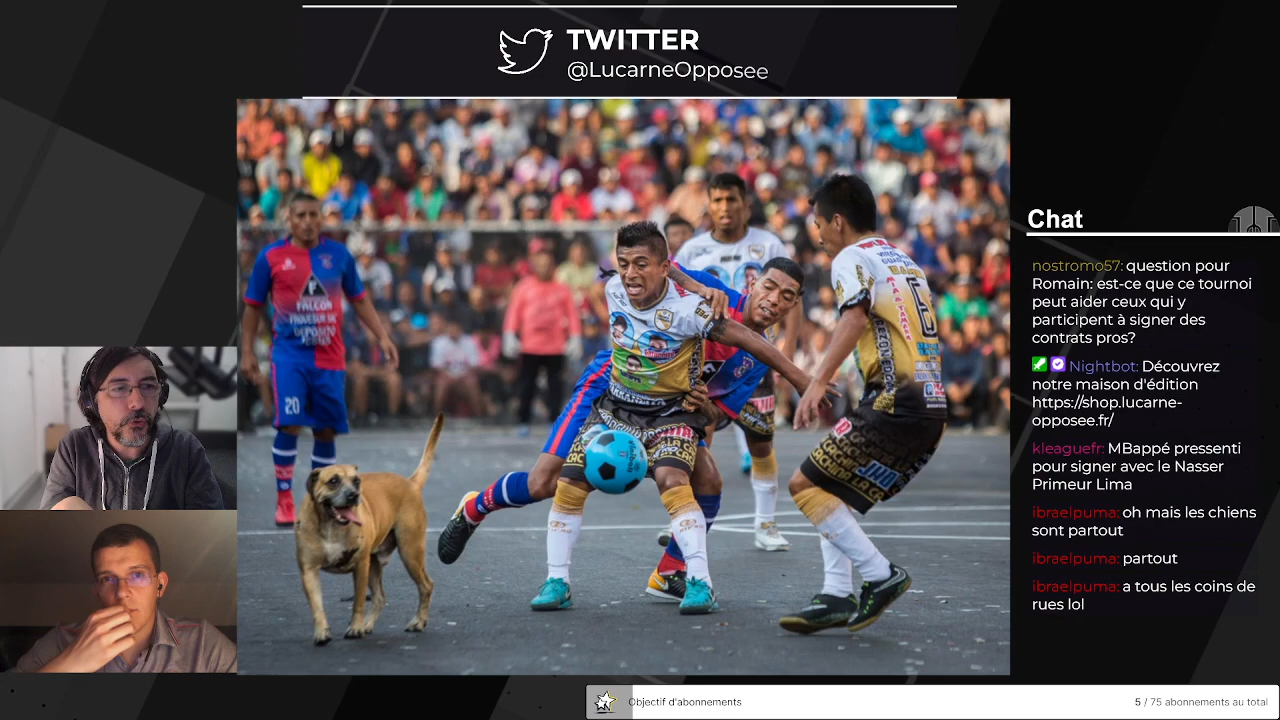 TWITTER
@LucarneOpposee
Chat
nostromo57: question pour
Romain: est-ce que ce tournoi
peut aider ceux qui y
participent à signer des
contrats pros?
Nightbot: Découvrez
notre maison d'édition
https://shop.lucarne-
opposee.fr/
kleaguefr: MBappé pressenti
pour signer avec le Nasser
Primeur Lima
ibraelpuma: oh mais les chiens
sont partout
ibraelpuma: partout
ibraelpuma: a tous les coins de
rues lol
F
FALCON
20
6
Objectif d'abonnements
5 / 75 abonnements au total